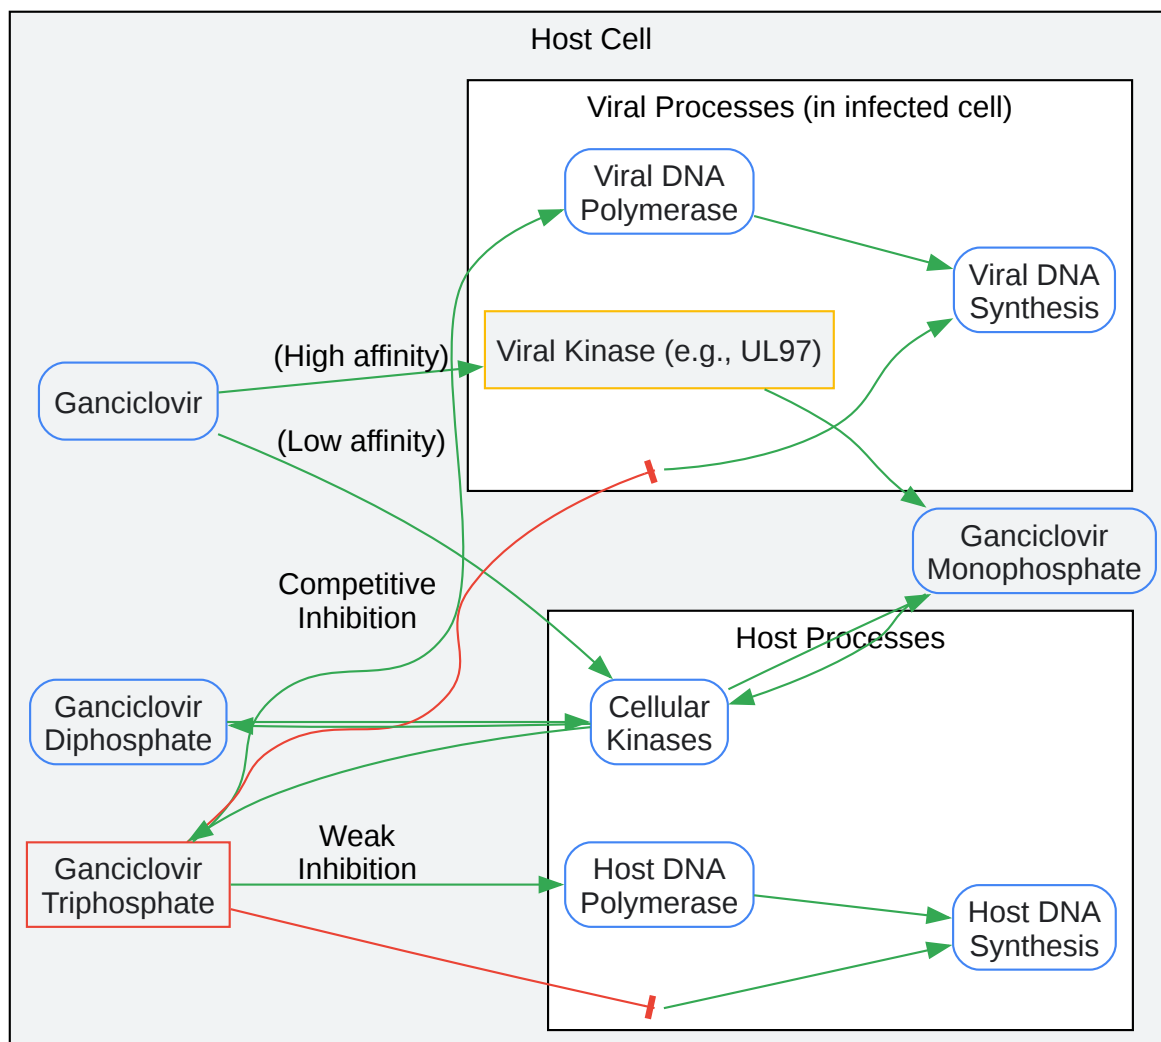 Host Cell
Viral Processes (in infected cell)
Viral DNA
Polymerase
Viral DNA
Synthesis
Viral Kinase (e.g., UL97)
(High affinity)
Ganciclovir
(Low affinity)
Ganciclovir
Monophosphate
Competitive
Inhibition
Host Processes
Ganciclovir
Diphosphate
Cellular
Kinases
Weak
Inhibition
Ganciclovir
Triphosphate
Host DNA
Polymerase
Host DNA
Synthesis